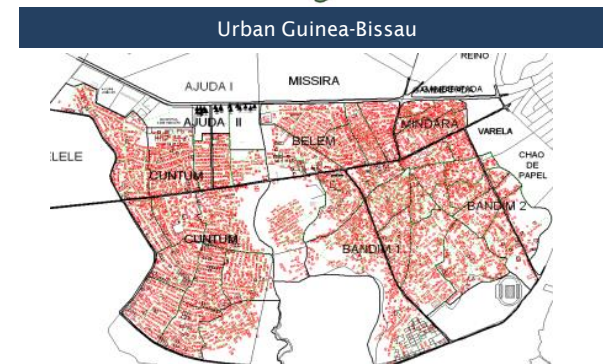 Urban Guinea-Bissau
REINO
AJUDA I
MISSIRA
AJUDA II
BELEM
MINDARA
VARELA
CHAO
DE
PAPEL
CUNTUM
BANDIM 2
CUNTUM
BANDIM 1